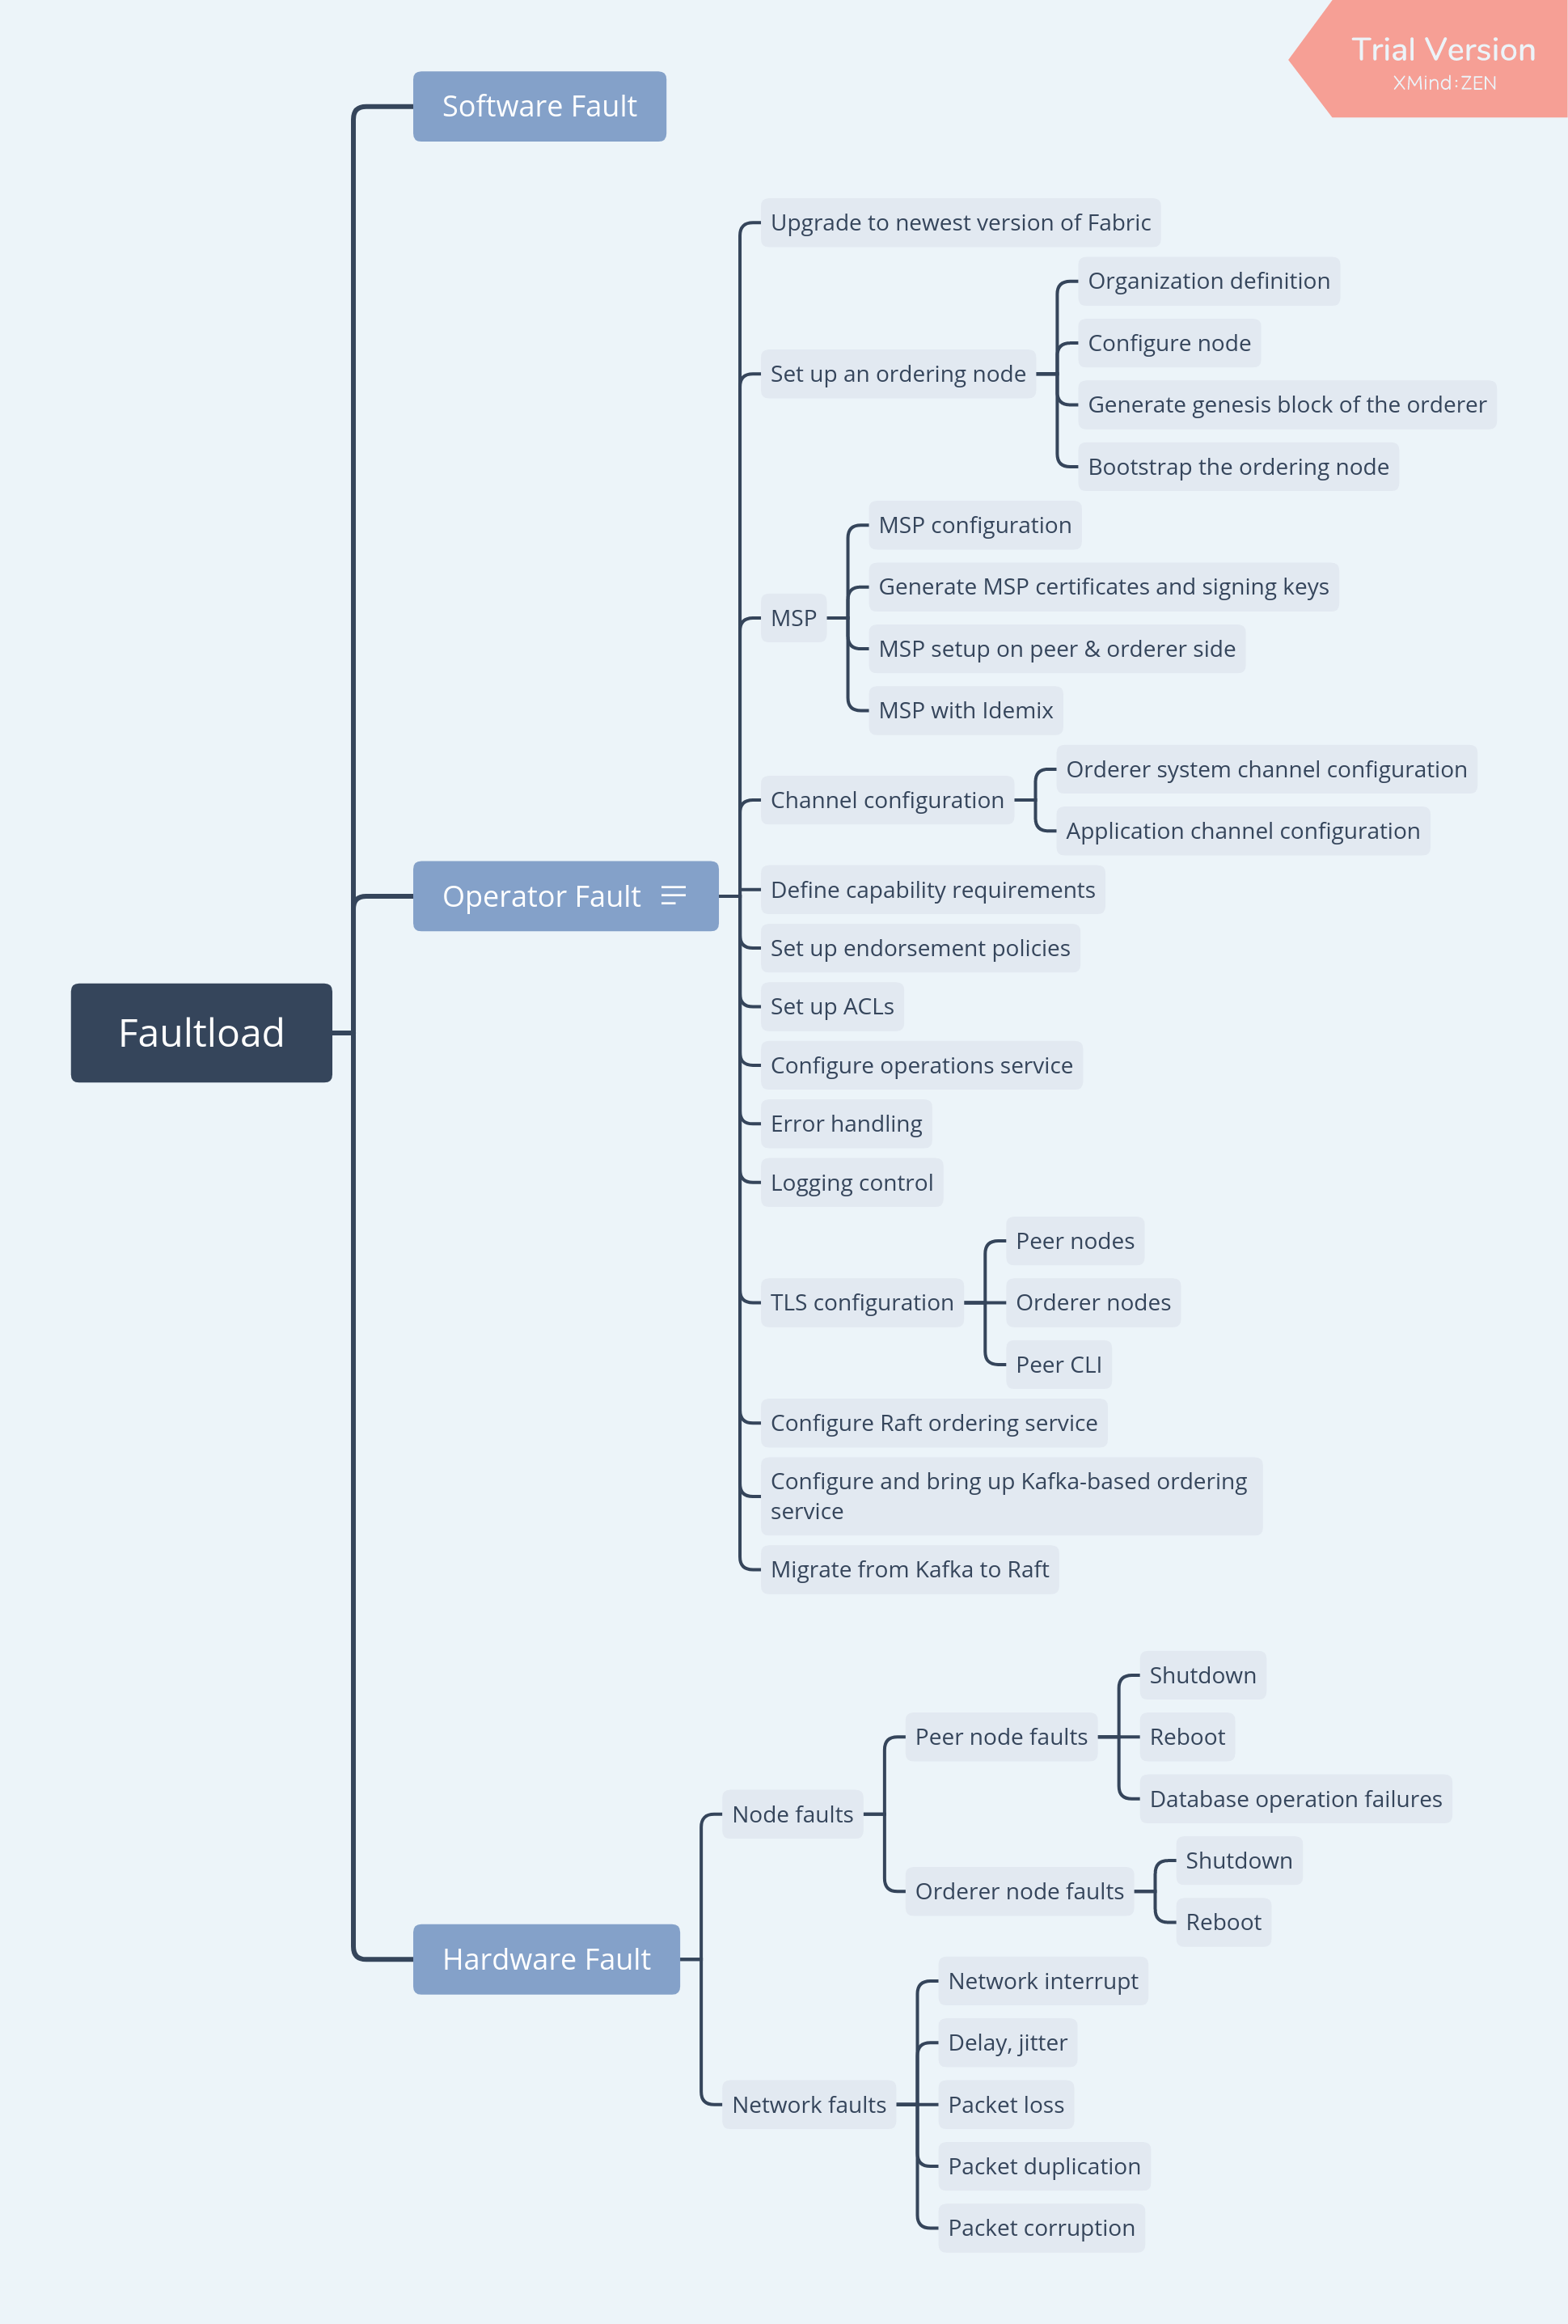 Trial Version
XMind:ZEN
Software Fault
Upgrade to newest version of Fabric
Organization definition
Configure node
Set up an ordering node
Generate genesis block of the orderer
Bootstrap the ordering node
MSP configuration
Generate MSP certificates and signing keys
MSP
MSP setup on peer & orderer side
MSP with Idemix
Orderer system channel configuration
Channel configuration
Application channel configuration
Define capability requirements
Operator Fault
Set up endorsement policies
Set up ACLs
Faultload
Configure operations service
Error handling
Logging control
Peer nodes
TLS configuration
Orderer nodes
Peer CLI
Configure Raft ordering service
Configure and bring up Kafka-based ordering
service
Migrate from Kafka to Raft
Shutdown
Peer node faults
Reboot
Database operation failures
Node faults
Shutdown
Orderer node faults
Reboot
Hardware Fault
Network interrupt
Delay, jitter
Network faults
Packet loss
Packet duplication
Packet corruption